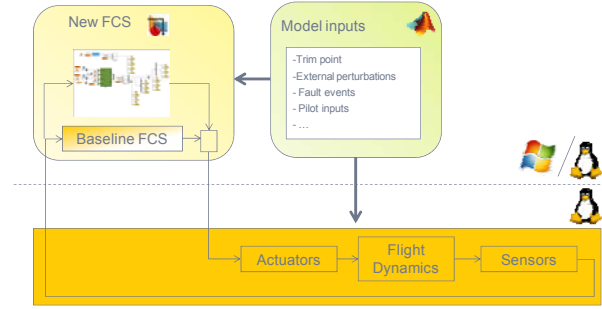 New FCS
Model inputs
-Trim point
-External perturbations
- Fault events
- Pilot inputs
- ...
Baseline FCS
Actuators
Flight
Dynamics
Sensors